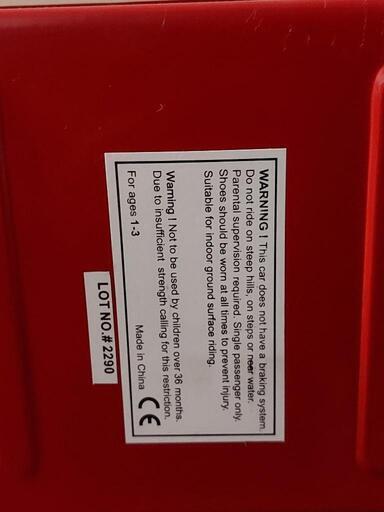 WARNING ! This car does not have a braking system.
Do not ride on steep hills, on steps or neer water.
Parental supervision required. Single passenger only.
Shoes should be worn at all times to prevent injury.
Suitable for indoor ground surface riding.
Warning ! Not to be used by children over 36 months.
Due to insufficient strength calling for this restriction.
For ages 1-3
Made in China CE
LOT NO.# 2290